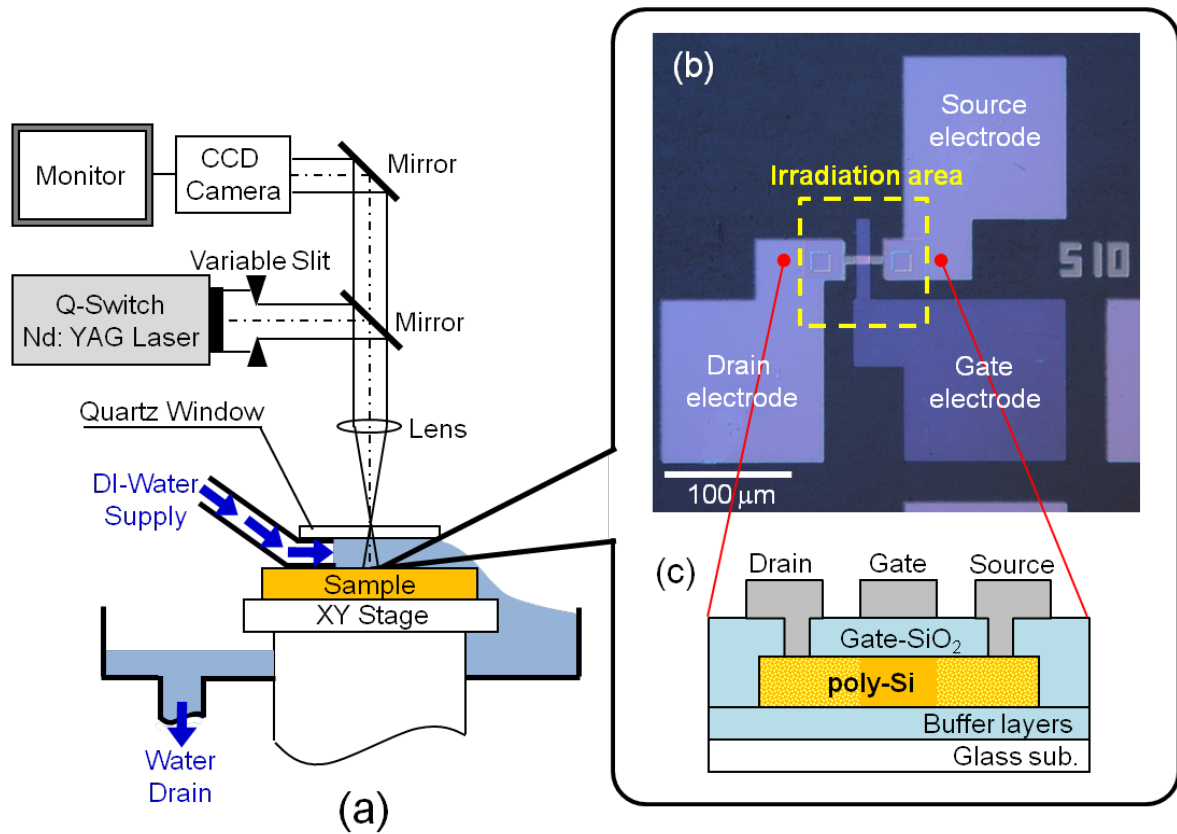 Monitor
CCD
Camera
Mirror
Variable Slit
Q-Switch
Nd: YAG Laser
Mirror
Quartz Window
Lens
DI-Water
Supply
Sample
XY Stage
Water
Drain
(a)
(b)
Source
electrode
Irradiation area
S10
Drain
electrode
Gate
electrode
100 μm
(c)
Drain Gate Source
Gate-SiO₂
poly-Si
Buffer layers
Glass sub.